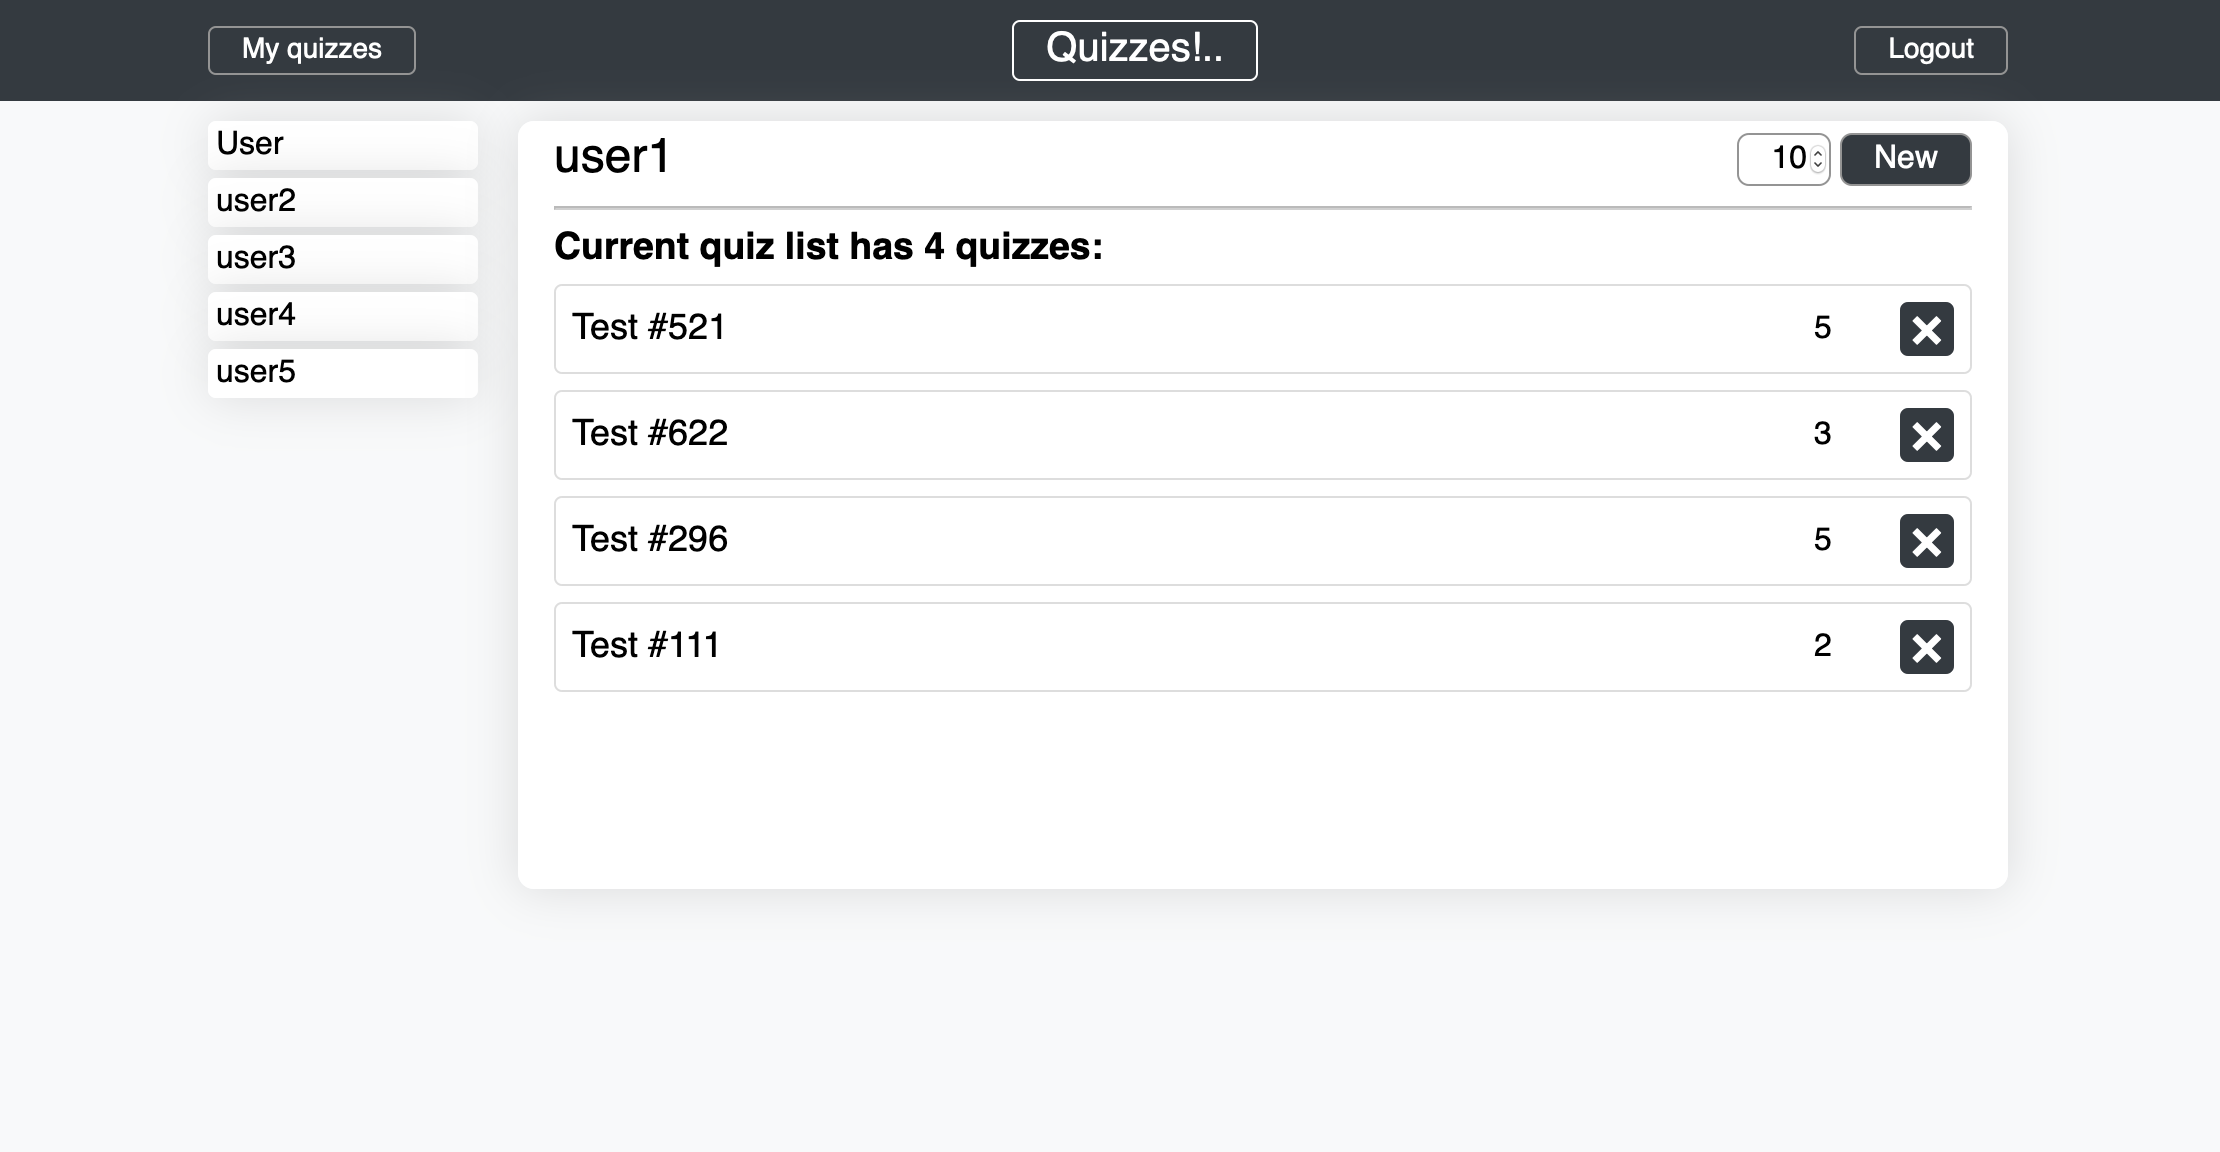 My quizzes
Quizzes!..
Logout
User
user2
user3
user4
user5
user1
10
New
Current quiz list has 4 quizzes:
Test #521 5
Test #622 3
Test #296 5
Test #111 2